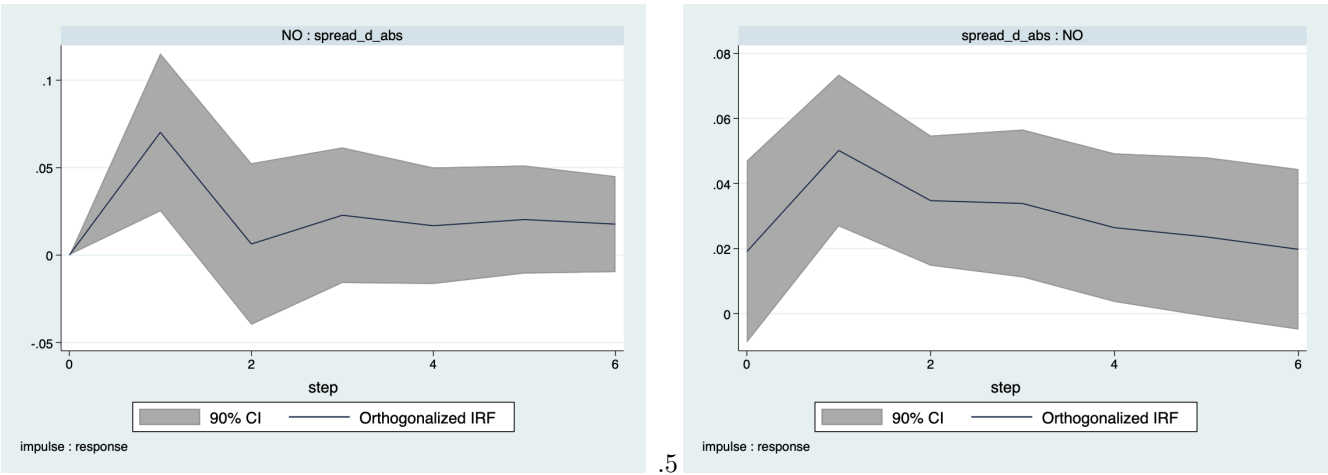 NO : spread_d_abs
.1
.05
0
-.05
0 2 4 6
step
90% CI Orthogonalized IRF
impulse : response
.5
spread_d_abs : NO
.08
.06
.04
.02
0
0 2 4 6
step
90% CI Orthogonalized IRF
impulse : response